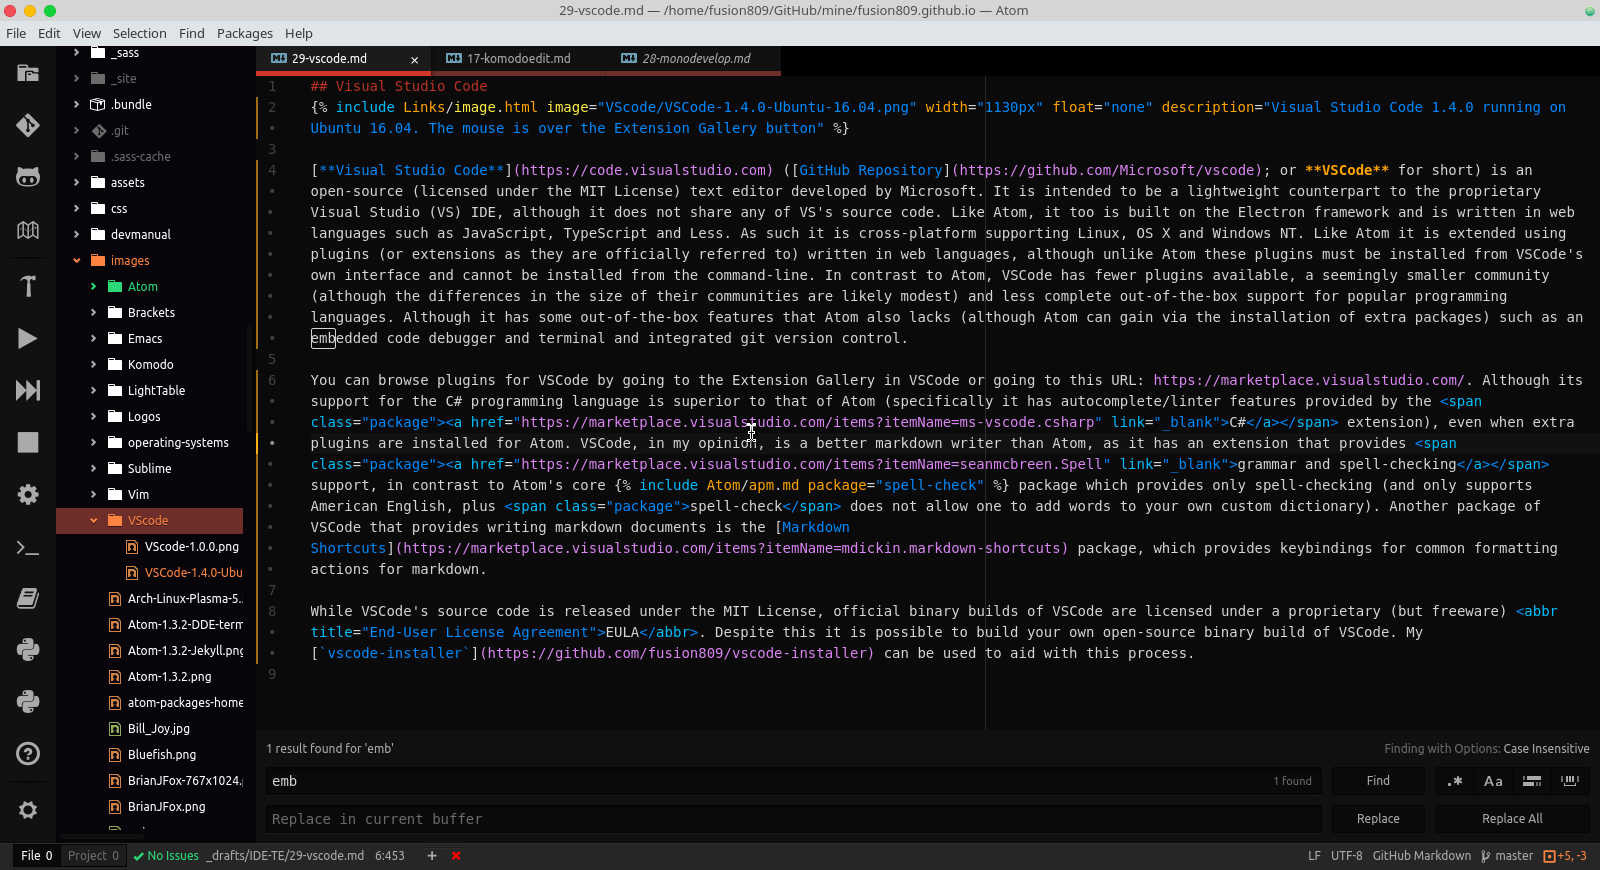 29-vscode.md — /home/fusion809/GitHub/mine/fusion809.github.io — Atom
File Edit View Selection Find Packages Help
_sass
_site
.bundle
.git
.sass-cache
assets
css
devmanual
images
Atom
Brackets
Emacs
Komodo
LightTable
Logos
operating-systems
Sublime
Vim
VScode
VScode-1.0.0.png
VSCode-1.4.0-Ubu
Arch-Linux-Plasma-5.
Atom-1.3.2-DDE-term
Atom-1.3.2-Jekyll.png
Atom-1.3.2.png
atom-packages-home
Bill_Joy.jpg
Bluefish.png
BrianJFox-767x1024.
BrianJFox.png
29-vscode.md 17-komodoedit.md 28-monodevelop.md
1 ## Visual Studio Code
2 {% include Links/image.html image="VScode/VSCode-1.4.0-Ubuntu-16.04.png" width="1130px" float="none" description="Visual Studio Code 1.4.0 running on
Ubuntu 16.04. The mouse is over the Extension Gallery button" %}
3
4 [**Visual Studio Code**](https://code.visualstudio.com) ([GitHub Repository](https://github.com/Microsoft/vscode); or **VSCode** for short) is an
open-source (licensed under the MIT License) text editor developed by Microsoft. It is intended to be a lightweight counterpart to the proprietary
Visual Studio (VS) IDE, although it does not share any of VS's source code. Like Atom, it too is built on the Electron framework and is written in web
languages such as JavaScript, TypeScript and Less. As such it is cross-platform supporting Linux, OS X and Windows NT. Like Atom it is extended using
plugins (or extensions as they are officially referred to) written in web languages, although unlike Atom these plugins must be installed from VSCode's
own interface and cannot be installed from the command-line. In contrast to Atom, VSCode has fewer plugins available, a seemingly smaller community
(although the differences in the size of their communities are likely modest) and less complete out-of-the-box support for popular programming
languages. Although it has some out-of-the-box features that Atom also lacks (although Atom can gain via the installation of extra packages) such as an
embedded code debugger and terminal and integrated git version control.
5
6 You can browse plugins for VSCode by going to the Extension Gallery in VSCode or going to this URL: https://marketplace.visualstudio.com/. Although its
support for the C# programming language is superior to that of Atom (specifically it has autocomplete/linter features provided by the <span
class="package"><a href="https://marketplace.visualstudio.com/items?itemName=ms-vscode.csharp" link="_blank">C#</a></span> extension), even when extra
plugins are installed for Atom. VSCode, in my opinion, is a better markdown writer than Atom, as it has an extension that provides <span
class="package"><a href="https://marketplace.visualstudio.com/items?itemName=seanmcbreen.Spell" link="_blank">grammar and spell-checking</a></span>
support, in contrast to Atom's core {% include Atom/apm.md package="spell-check" %} package which provides only spell-checking (and only supports
American English, plus <span class="package">spell-check</span> does not allow one to add words to your own custom dictionary). Another package of
VSCode that provides writing markdown documents is the [Markdown
Shortcuts](https://marketplace.visualstudio.com/items?itemName=mdickin.markdown-shortcuts) package, which provides keybindings for common formatting
actions for markdown.
7
8 While VSCode's source code is released under the MIT License, official binary builds of VSCode are licensed under a proprietary (but freeware) <abbr
title="End-User License Agreement">EULA</abbr>. Despite this it is possible to build your own open-source binary build of VSCode. My
[`vscode-installer`](https://github.com/fusion809/vscode-installer) can be used to aid with this process.
9
1 result found for 'emb' Finding with Options: Case Insensitive
emb 1 found Find .* Aa
Replace in current buffer Replace Replace All
File 0 Project 0 No Issues _drafts/IDE-TE/29-vscode.md 6:453 LF UTF-8 GitHub Markdown master +5, -3